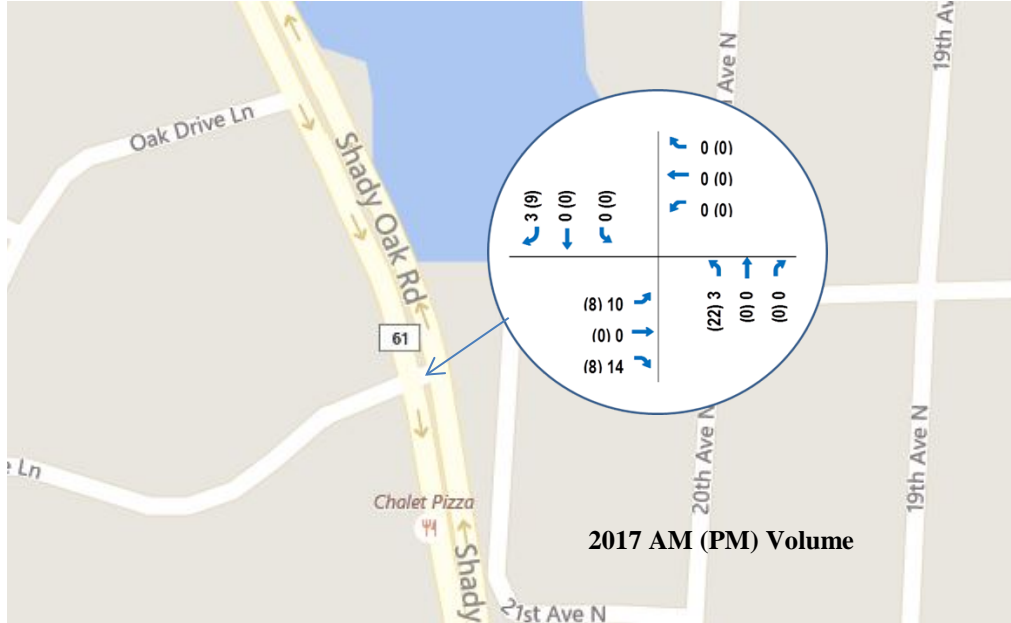 19th Av
Ave N
Oak Drive Ln
Shady Oak Rd
0 (0)
0 (0)
0 (0)
3 (9)
0 (0)
0 (0)
(8) 10
(0) 0
(8) 14
(22) 3
(0) 0
(0) 0
61
e Ln
Chalet Pizza
20th Ave N
19th Ave N
2017 AM (PM) Volume
Shady
21st Ave N